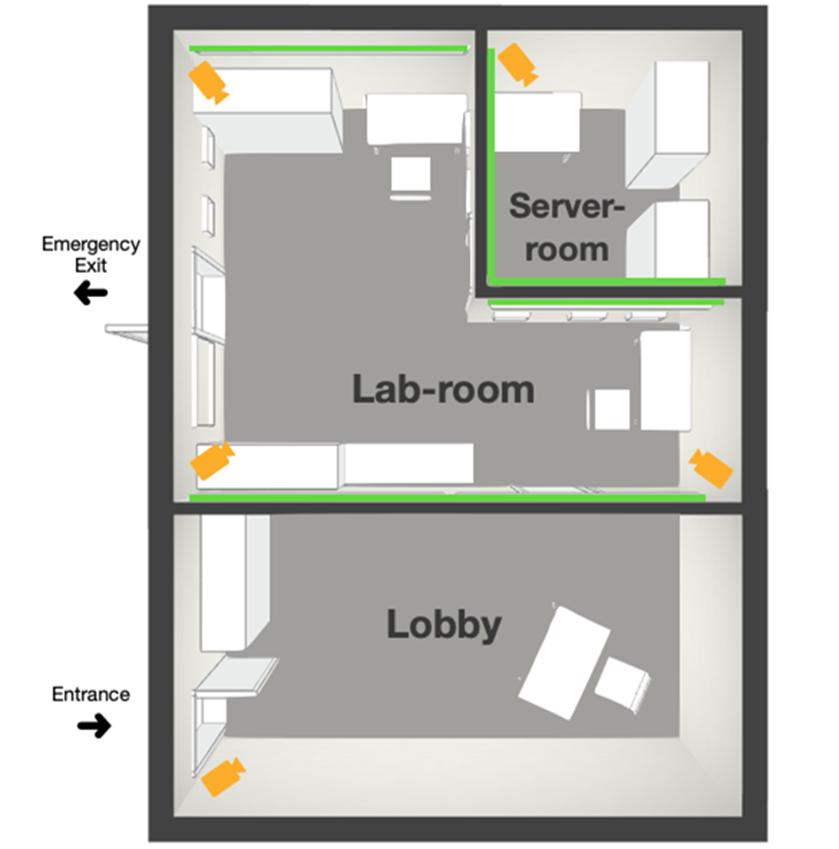 Server-
room
Emergency
Exit
Lab-room
Lobby
Entrance